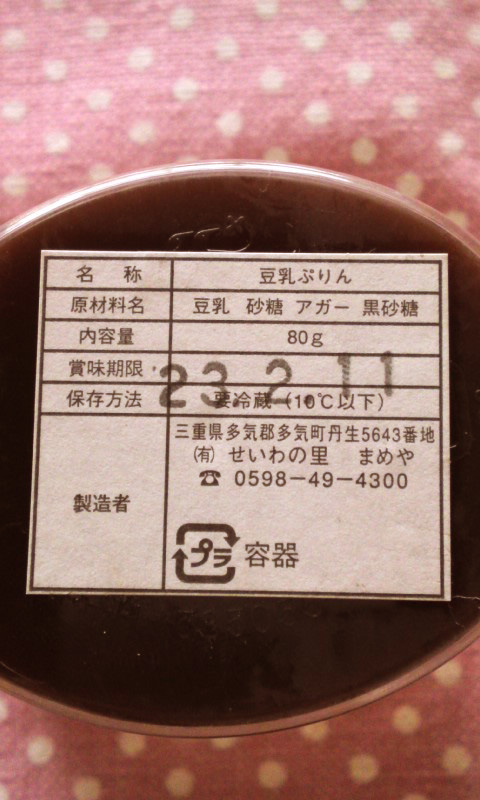 名 称 豆乳ぷりん
原材料名 豆乳 砂糖 アガー 黒砂糖
内容量 80g
賞味期限 23.2.11
保存方法 要冷蔵(10℃以下)
三重県多気郡多気町丹生5643番地
(有) せいわの里 まめや
☎ 0598-49-4300
製造者
プラ 容器